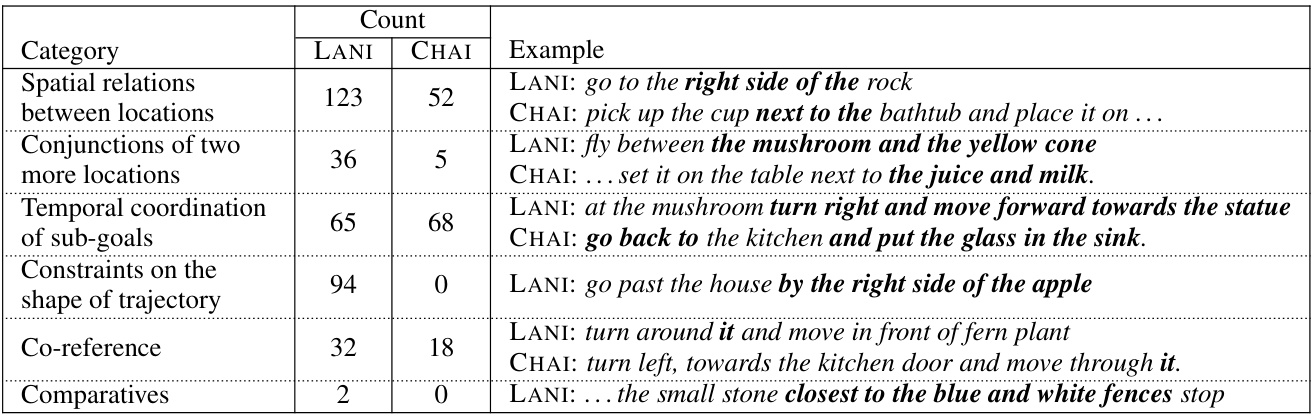 Count
Category LANI CHAI Example
Spatial relations between locations 123 52 LANI: go to the right side of the rock
CHAI: pick up the cup next to the bathtub and place it on . . .
Conjunctions of two more locations 36 5 LANI: fly between the mushroom and the yellow cone
CHAI: . . . set it on the table next to the juice and milk.
Temporal coordination of sub-goals 65 68 LANI: at the mushroom turn right and move forward towards the statue
CHAI: go back to the kitchen and put the glass in the sink.
Constraints on the shape of trajectory 94 0 LANI: go past the house by the right side of the apple
Co-reference 32 18 LANI: turn around it and move in front of fern plant
CHAI: turn left, towards the kitchen door and move through it.
Comparatives 2 0 LANI: . . . the small stone closest to the blue and white fences stop